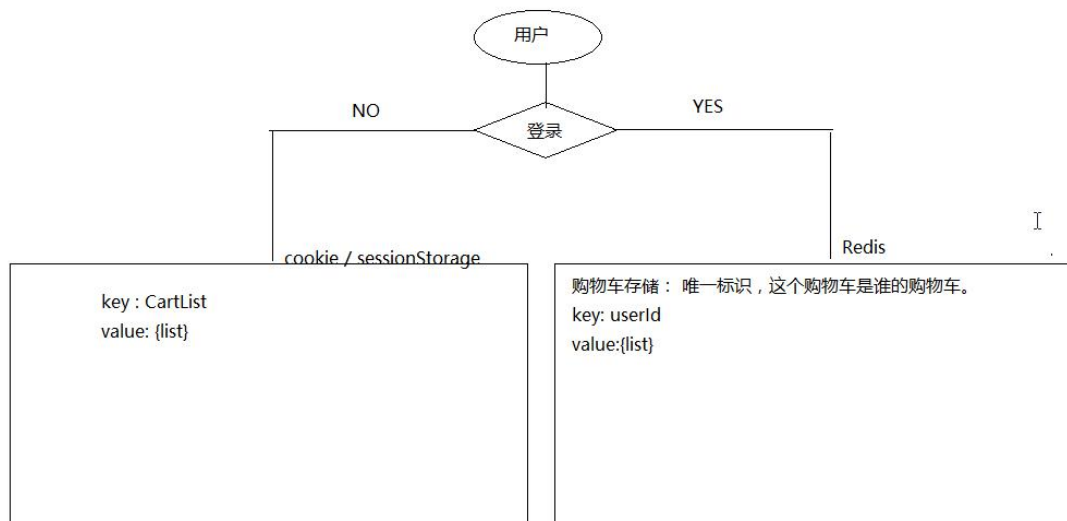 用户
NO
YES
登录
cookie / sessionStorage
Redis
key : CartList
value: {list}
购物车存储： 唯一标识，这个购物车是谁的购物车。
key: userId
value:{list}